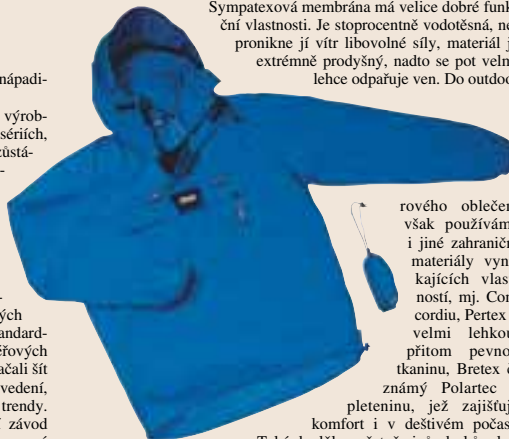 nápadi-
výrob-
sériích,
zůstá-
-
-
ých
andard-
ěřových
čali šít
vedení,
trendy.
závod
Sympatexová membrána má velice dobré funk
ční vlastnosti. Je stoprocentně vodotěsná, ne
pronikne jí vítr libovolné síly, materiál j
extrémně prodyšný, nadto se pot velm
lehce odpařuje ven. Do outdoo
rového oblečen
však používám
i jiné zahraničn
materiály vyn
kajících vlas
ností, mj. Con
cordiu, Pertex
velmi lehkou
přitom pevno
tkaninu, Bretex č
známý Polartec
pleteninu, jež zajišťuj
komfort i v deštivém počas